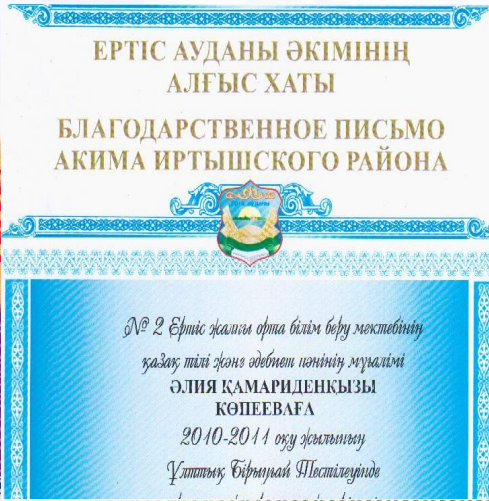 ЕРТІС АУДАНЫ ӘКІМІНІҢ
АЛҒЫС ХАТЫ
БЛАГОДАРСТВЕННОЕ ПИСЬМО
АКИМА ИРТЫШСКОГО РАЙОНА
№ 2 Ертіс жалпы орта білім беру мектебінің
қазақ тілі және әдебиет пәнінің мұғалімі
ӘЛИЯ ҚАМАРИДЕНҚЫЗЫ
КӨПЕЕВАҒА
2010-2011 оқу жылының
Ұлттық Бірыңғай Тестілеуінде